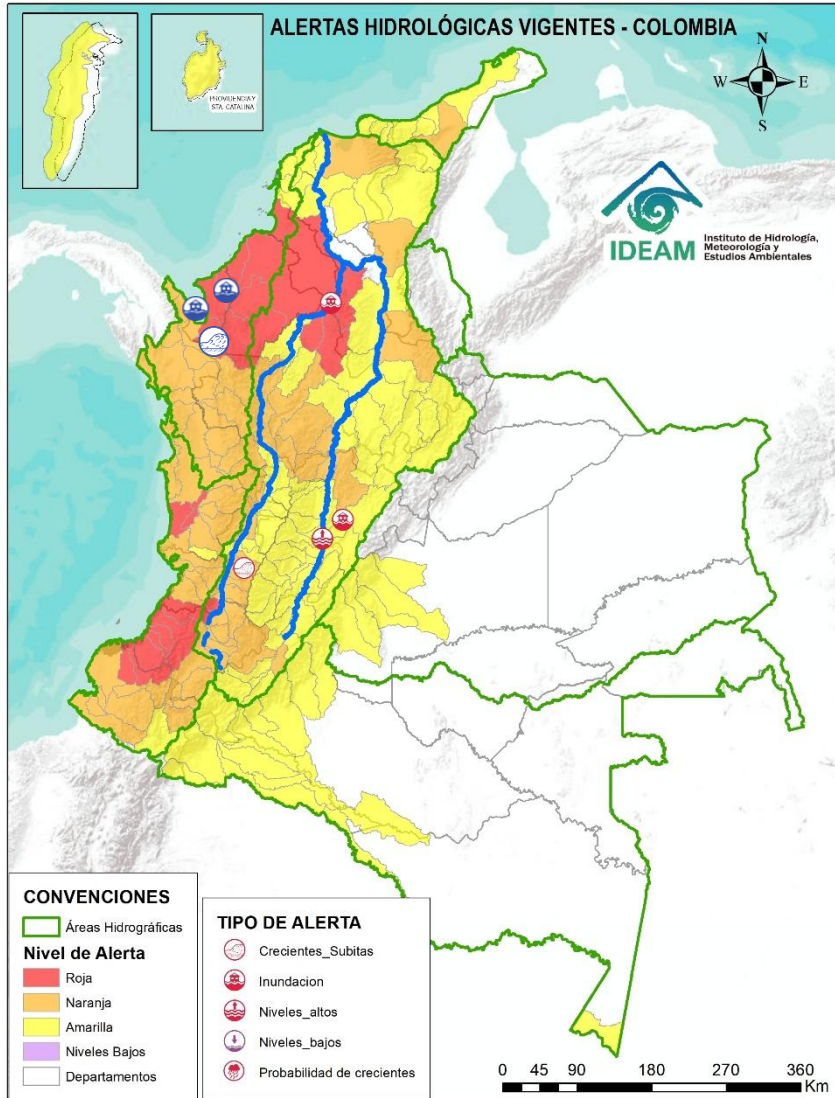 ALERTAS HIDROLÓGICAS VIGENTES - COLOMBIA
PROVIDENCIA Y
STA. CATALINA
N
W
E
S
IDEAM
Instituto de Hidrología,
Meteorología y
Estudios Ambientales
CONVENCIONES
Áreas Hidrográficas
Nivel de Alerta
Roja
Naranja
Amarilla
Niveles Bajos
Departamentos
TIPO DE ALERTA
Crecientes_Subitas
Inundacion
Niveles_altos
Niveles_bajos
Probabilidad de crecientes
0 45 90 180 270 360
Km